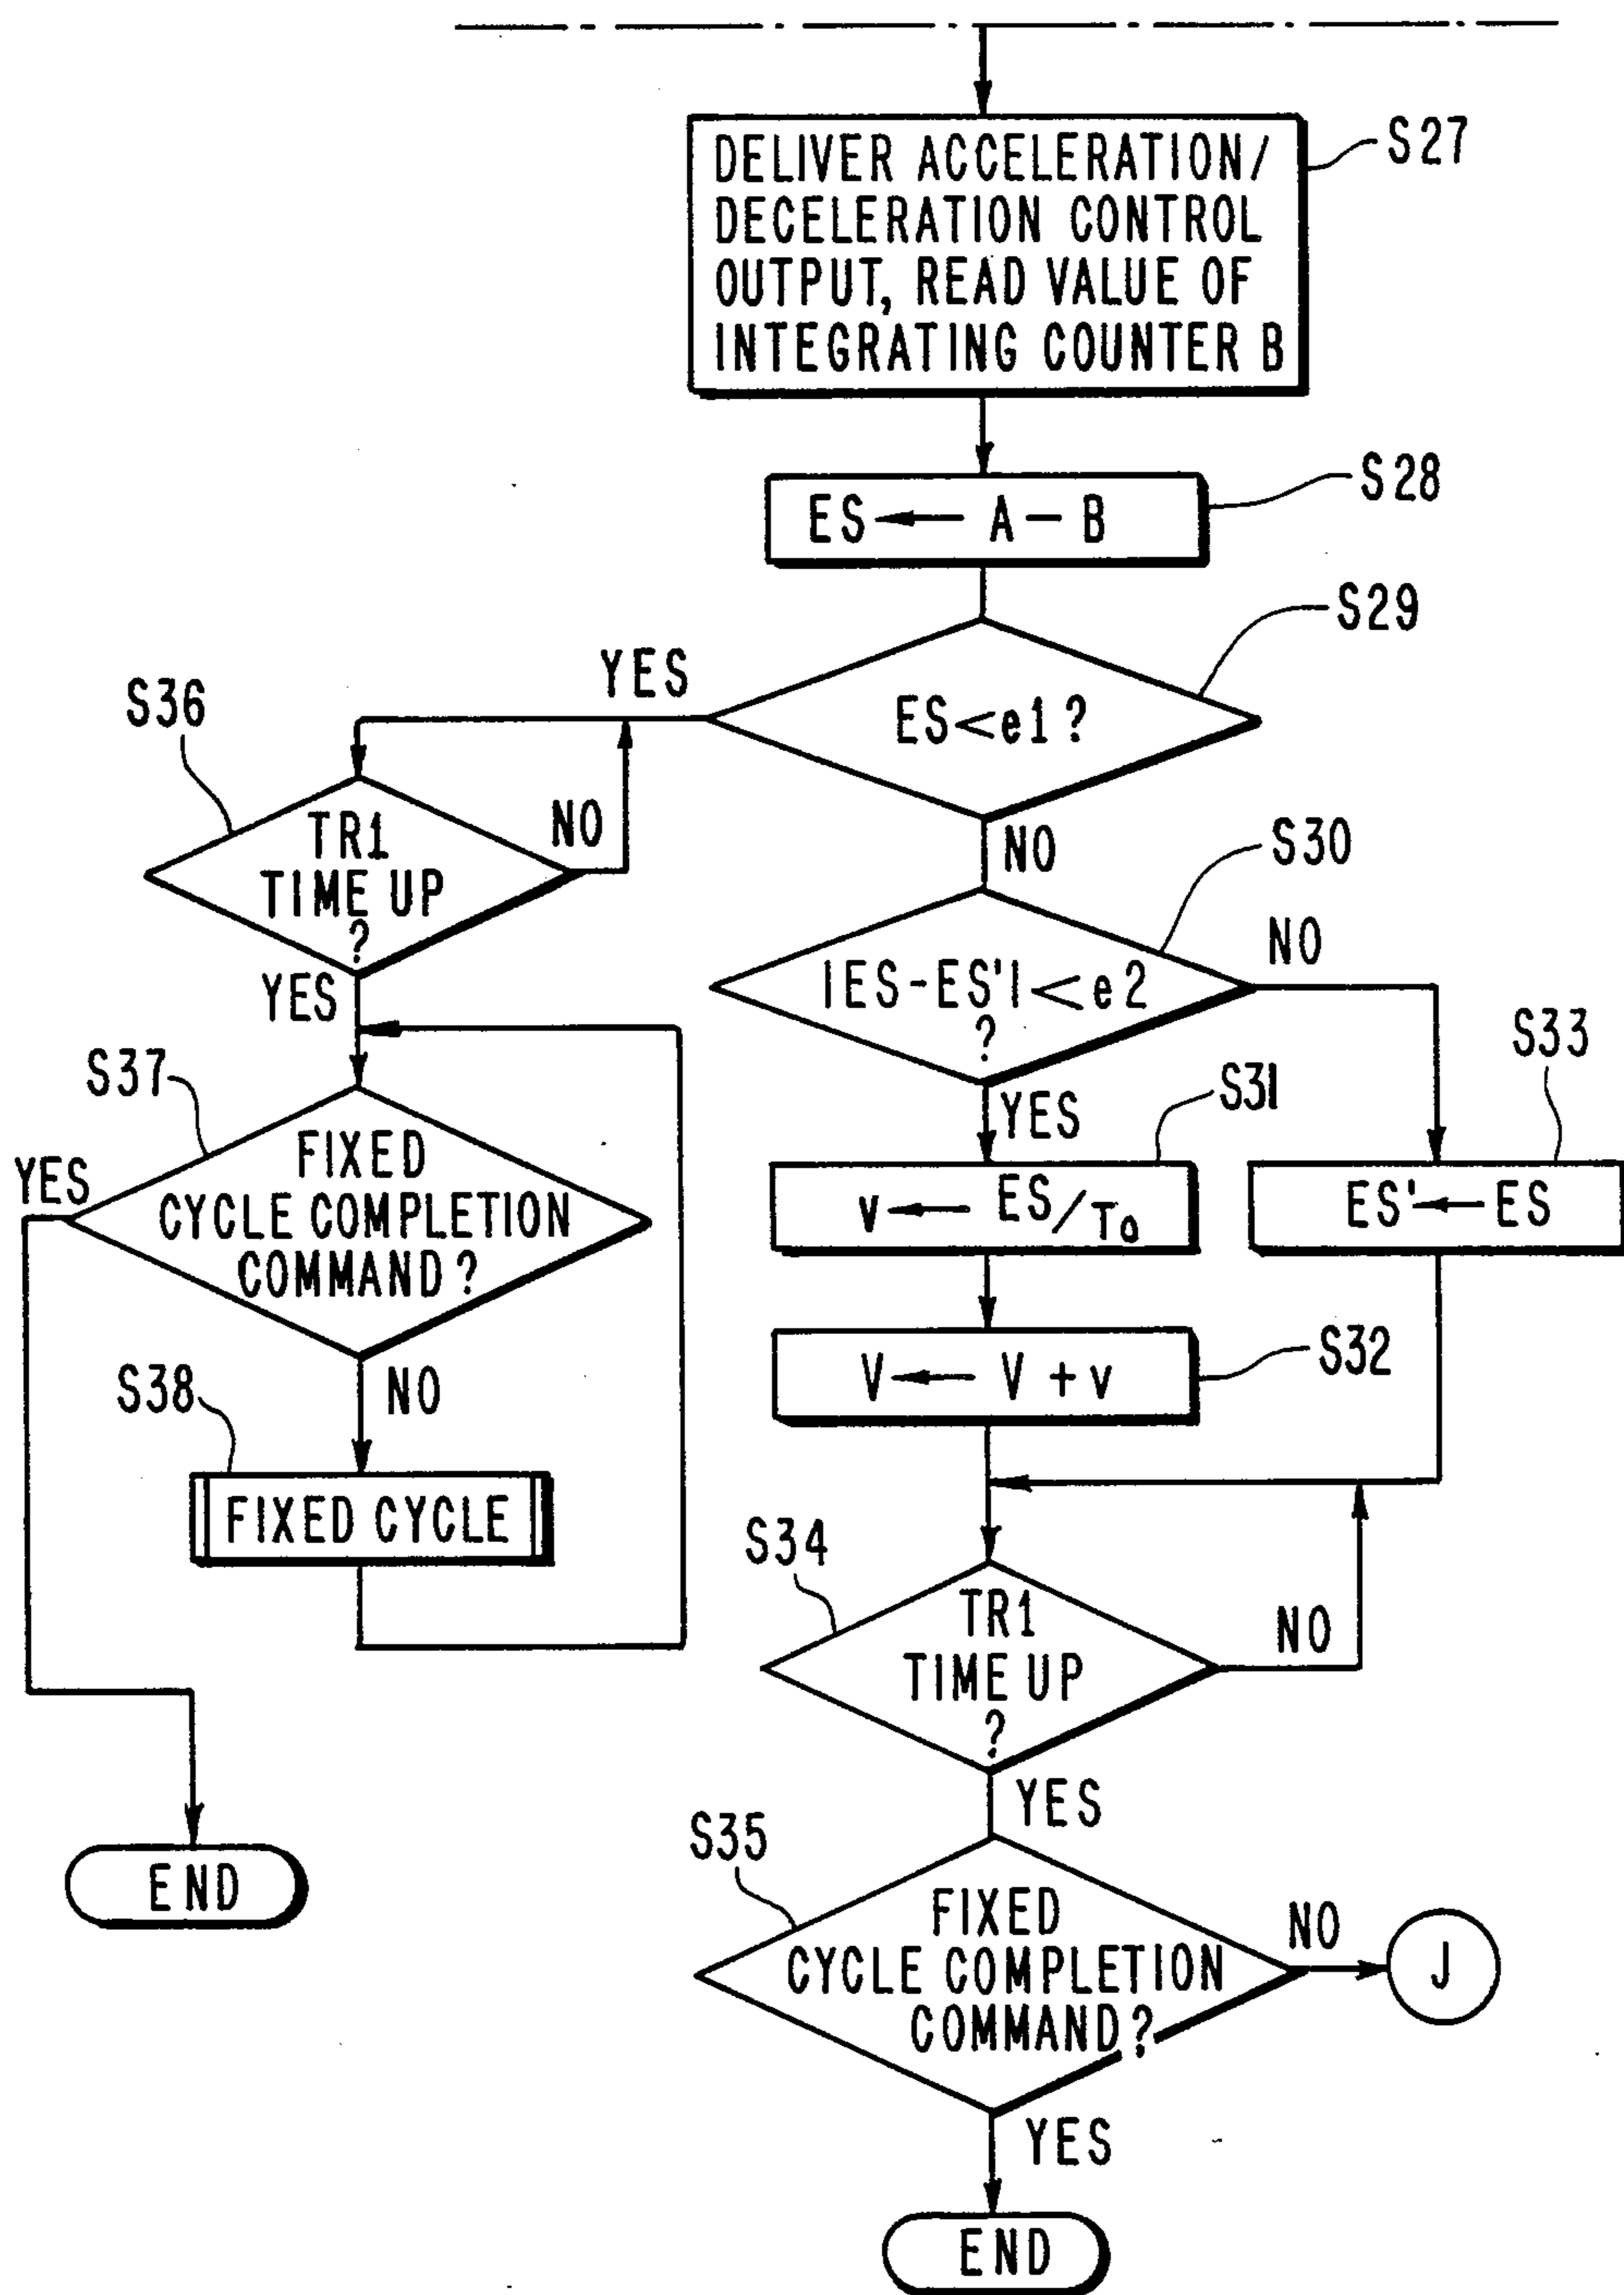 DELIVER ACCELERATION/
DECELERATION CONTROL
OUTPUT, READ VALUE OF
INTEGRATING COUNTER B
S27
ES ← A − B
S28
ES < e1 ?
S29
YES
NO
S36
TR1
TIME UP
?
NO
YES
|ES-ES'| < e2
?
S30
NO
YES
S37
FIXED
CYCLE COMPLETION
COMMAND ?
YES
NO
v ← ES/To
S31
ES' ← ES
S33
V ← V + v
S32
S38
FIXED CYCLE
S34
TR1
TIME UP
?
NO
YES
END
S35
FIXED
CYCLE COMPLETION
COMMAND ?
NO
J
YES
END